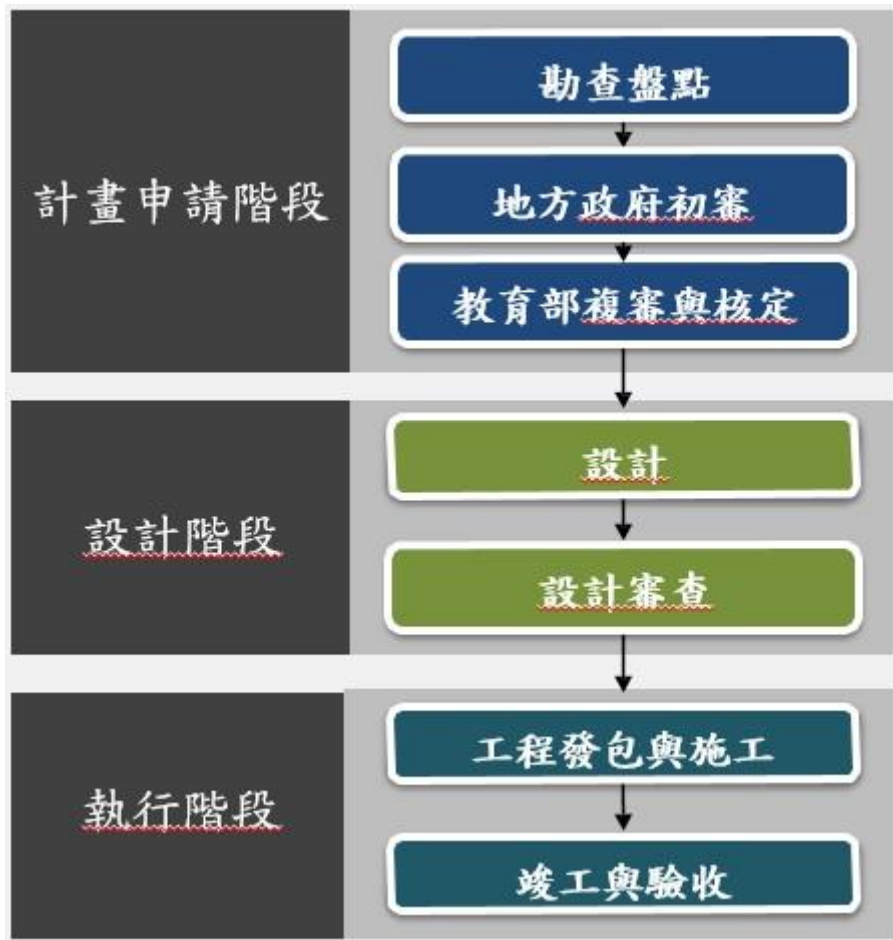 計畫申請階段
勘查盤點
地方政府初審
教育部複審與核定
設計階段
設計
設計審查
執行階段
工程發包與施工
竣工與驗收